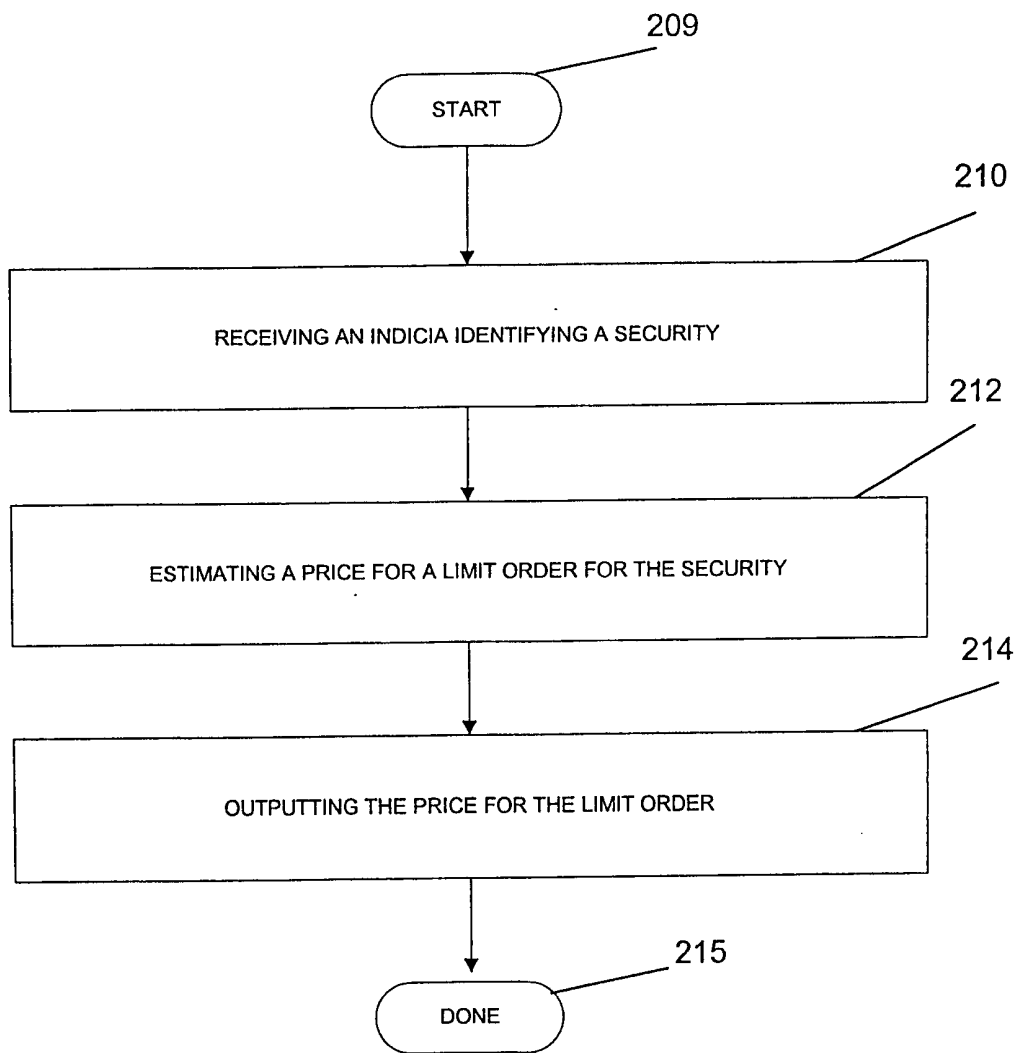 209
START
210
RECEIVING AN INDICIA IDENTIFYING A SECURITY
212
ESTIMATING A PRICE FOR A LIMIT ORDER FOR THE SECURITY
214
OUTPUTTING THE PRICE FOR THE LIMIT ORDER
215
DONE